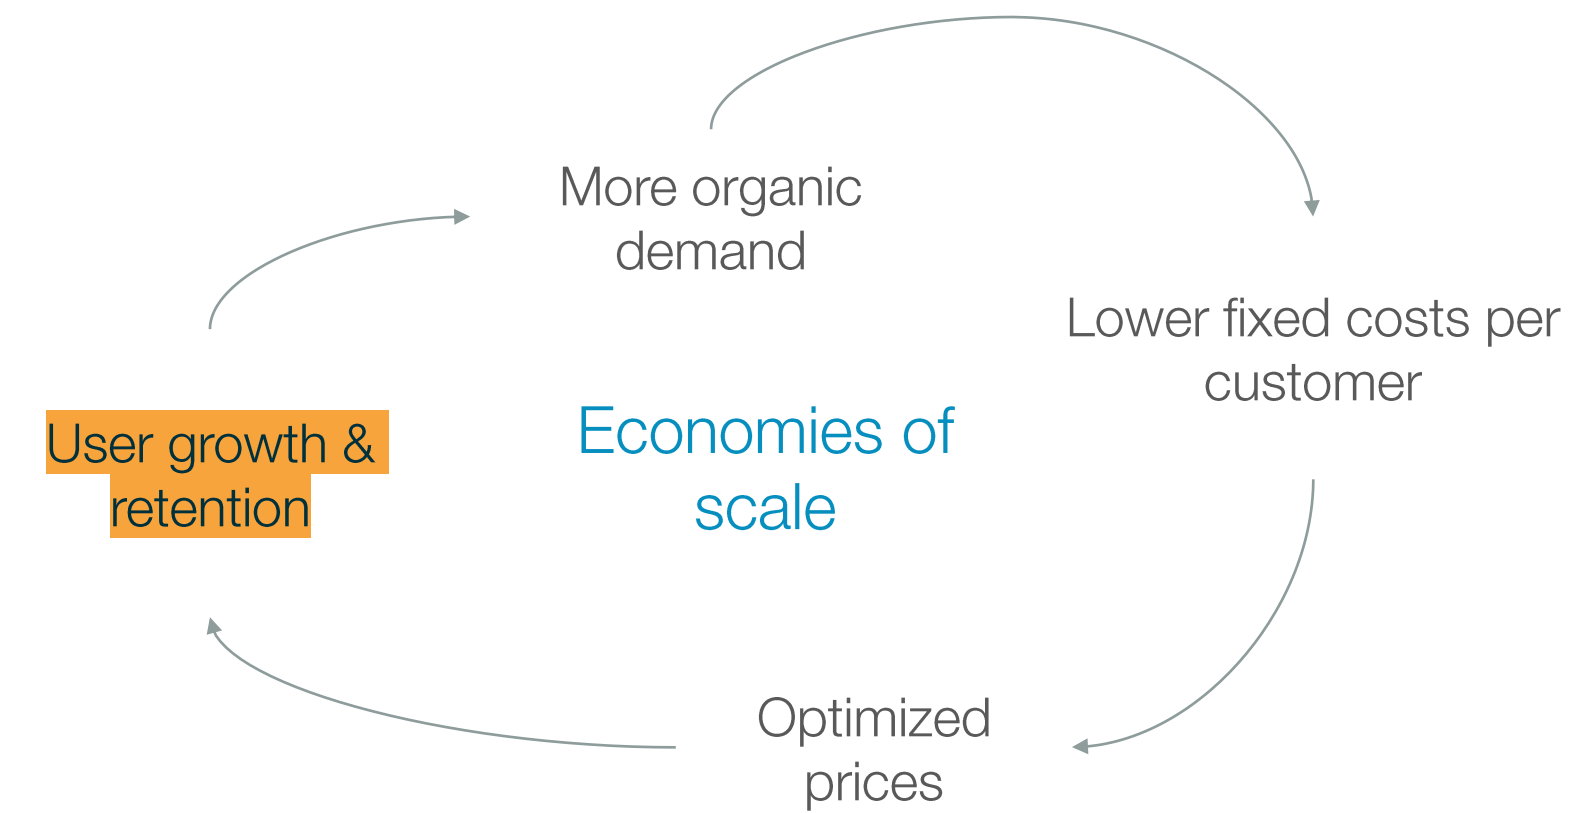 More organic
demand
Lower fixed costs per
customer
User growth &
retention
Economies of
scale
Optimized
prices